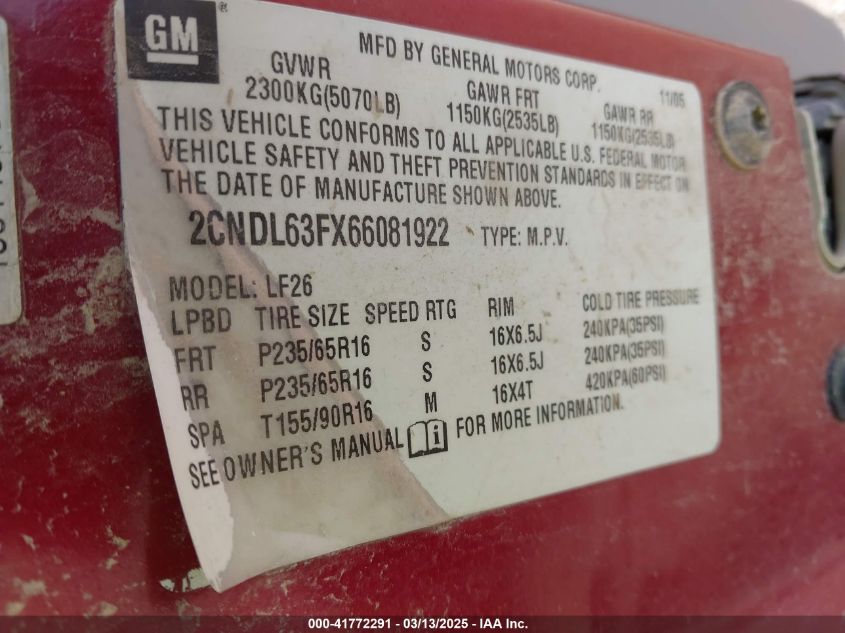 GM ®
MFD BY GENERAL MOTORS CORP.
GVWR GAWR FRT GAWR RR 11/05
2300KG(5070LB) 1150KG(2535LB) 1150KG(2535LB)
THIS VEHICLE CONFORMS TO ALL APPLICABLE U.S. FEDERAL MOTOR
VEHICLE SAFETY AND THEFT PREVENTION STANDARDS IN EFFECT ON
THE DATE OF MANUFACTURE SHOWN ABOVE.
2CNDL63FX66081922 TYPE: M.P.V.
MODEL: LF26
LPBD TIRE SIZE SPEED RTG RIM COLD TIRE PRESSURE
FRT P235/65R16 S 16X6.5J 240KPA(35PSI)
RR P235/65R16 S 16X6.5J 240KPA(35PSI)
SPA T155/90R16 M 16X4T 420KPA(60PSI)
SEE OWNER'S MANUAL FOR MORE INFORMATION.
000-41772291 - 03/13/2025 - IAA Inc.